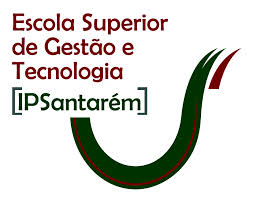 Escola Superior
de Gestão e
Tecnologia
[IPSantarém]